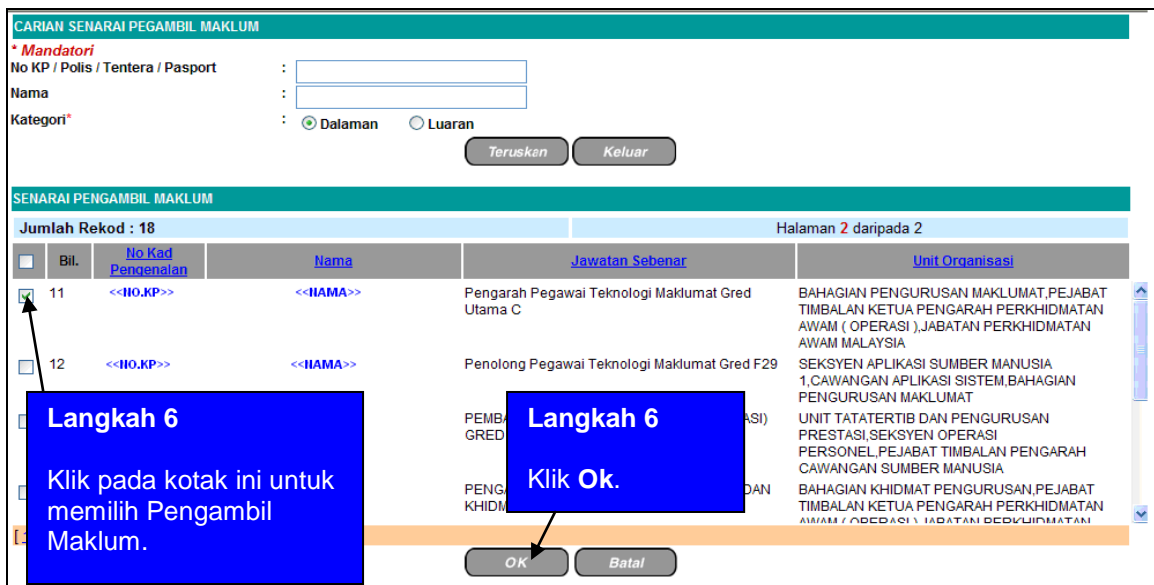 CARIAN SENARAI PEGAMBIL MAKLUM
* Mandatori
No KP / Polis / Tentera / Pasport :
Nama :
Kategori* : Dalaman Luaran
Teruskan Keluar
SENARAI PENGAMBIL MAKLUM
Jumlah Rekod : 18 Halaman 2 daripada 2
Bil. No Kad Pengenalan Nama Jawatan Sebenar Unit Organisasi
11 <<NO.KP>> <<NAMA>> Pengarah Pegawai Teknologi Maklumat Gred
Utama C
BAHAGIAN PENGURUSAN MAKLUMAT,PEJABAT
TIMBALAN KETUA PENGARAH PERKHIDMATAN
AWAM ( OPERASI ),JABATAN PERKHIDMATAN
AWAM MALAYSIA
12 <<NO.KP>> <<NAMA>> Penolong Pegawai Teknologi Maklumat Gred F29
SEKSYEN APLIKASI SUMBER MANUSIA
1,CAWANGAN APLIKASI SISTEM,BAHAGIAN
PENGURUSAN MAKLUMAT
GRED
UNIT TATATERTIB DAN PENGURUSAN
PRESTASI,SEKSYEN OPERASI
PERSONEL,PEJABAT TIMBALAN PENGARAH
CAWANGAN SUMBER MANUSIA
DAN
BAHAGIAN KHIDMAT PENGURUSAN,PEJABAT
TIMBALAN KETUA PENGARAH PERKHIDMATAN
AWAM ( OPERASI ),JABATAN PERKHIDMATAN
Langkah 6
Klik pada kotak ini untuk
memilih Pengambil
Maklum.
Langkah 6
Klik Ok.
OK Batal